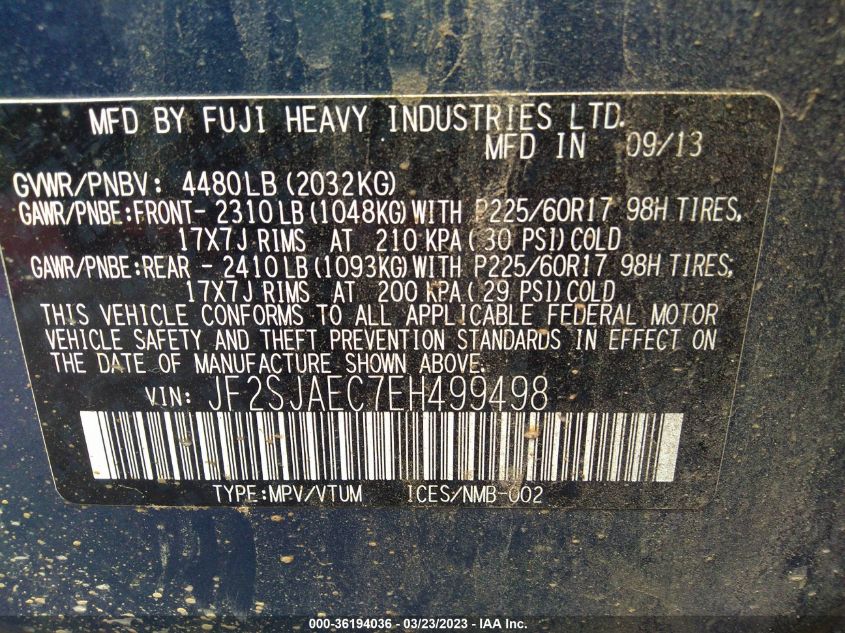 MFD BY FUJI HEAVY INDUSTRIES LTD.
MFD IN 09/13
GVWR/PNBV: 4480LB(2032KG)
GAWR/PNBE:FRONT- 2310LB(1048KG)WITH P225/60R17 98H TIRES,
17X7J RIMS AT 210 KPA(30 PSI)COLD
GAWR/PNBE:REAR - 2410LB(1093KG)WITH P225/60R17 98H TIRES,
17X7J RIMS AT 200 KPA(29 PSI)COLD
THIS VEHICLE CONFORMS TO ALL APPLICABLE FEDERAL MOTOR
VEHICLE SAFETY AND THEFT PREVENTION STANDARDS IN EFFECT ON
THE DATE OF MANUFACTURE SHOWN ABOVE.
VIN: JF2SJAEC7EH499498
TYPE:MPV/VTUM ICES/NMB-002
000-36194036 - 03/23/2023 - IAA Inc.